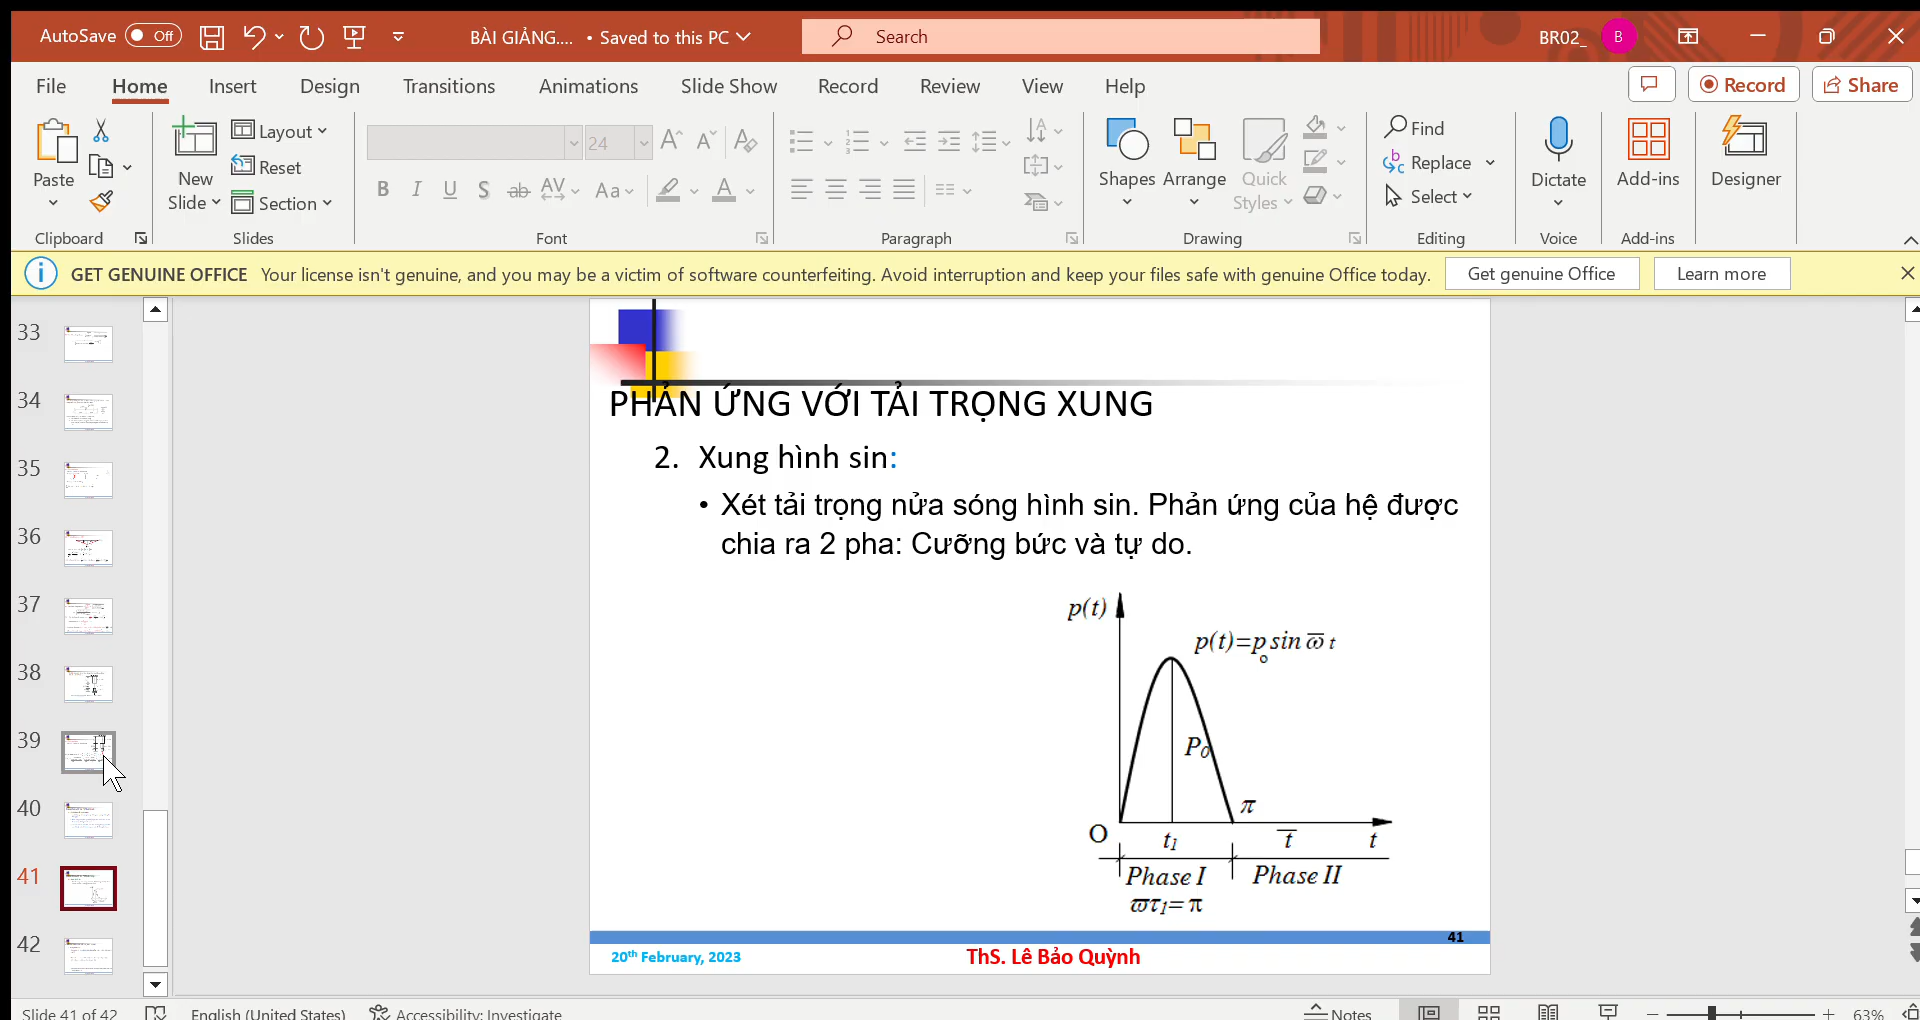 AutoSave Off
BÀI GIẢNG.... • Saved to this PC
Search
BR02_
B
File Home Insert Design Transitions Animations Slide Show Record Review View Help
Record
Share
Paste
Clipboard
New
Slide
Layout
Reset
Section
Slides
24
B I U S ab AV Aa A
Font
Paragraph
Shapes
Arrange
Quick
Styles
Drawing
Find
Replace
Select
Editing
Dictate
Voice
Add-ins
Add-ins
Designer
GET GENUINE OFFICE Your license isn't genuine, and you may be a victim of software counterfeiting. Avoid interruption and keep your files safe with genuine Office today.
Get genuine Office
Learn more
33
34
35
36
37
38
39
40
41
42
PHẢN ỨNG VỚI TẢI TRỌNG XUNG
2. Xung hình sin:
• Xét tải trọng nửa sóng hình sin. Phản ứng của hệ được
chia ra 2 pha: Cưỡng bức và tự do.
p(t)
p(t)=p₀ sin ω̅ t
P₀
π
O
t₁
t̅
t
Phase I
Phase II
ϖτ₁= π
41
20th February, 2023
ThS. Lê Bảo Quỳnh
Slide 41 of 42
English (United States)
Accessibility: Investigate
Notes
63%